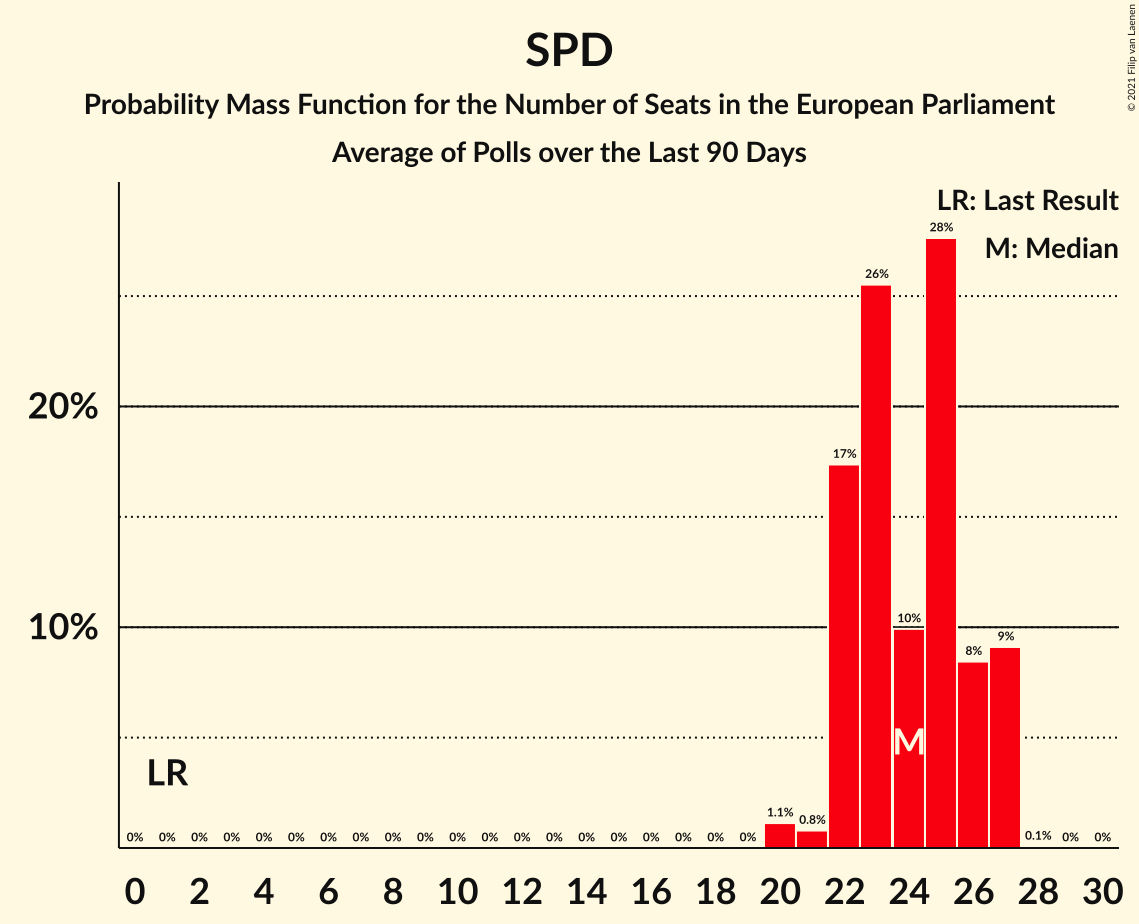 SPD
Probability Mass Function for the Number of Seats in the European Parliament
Average of Polls over the Last 90 Days
© 2021 Filip van Laenen
LR: Last Result
M: Median
28%
26%
20%
17%
10%
10%
9%
8%
M
LR
0% 0% 0% 0% 0% 0% 0% 0% 0% 0% 0% 0% 0% 0% 0% 0% 0% 0% 0% 0% 1.1% 0.8% 0.1% 0% 0%
0 2 4 6 8 10 12 14 16 18 20 22 24 26 28 30